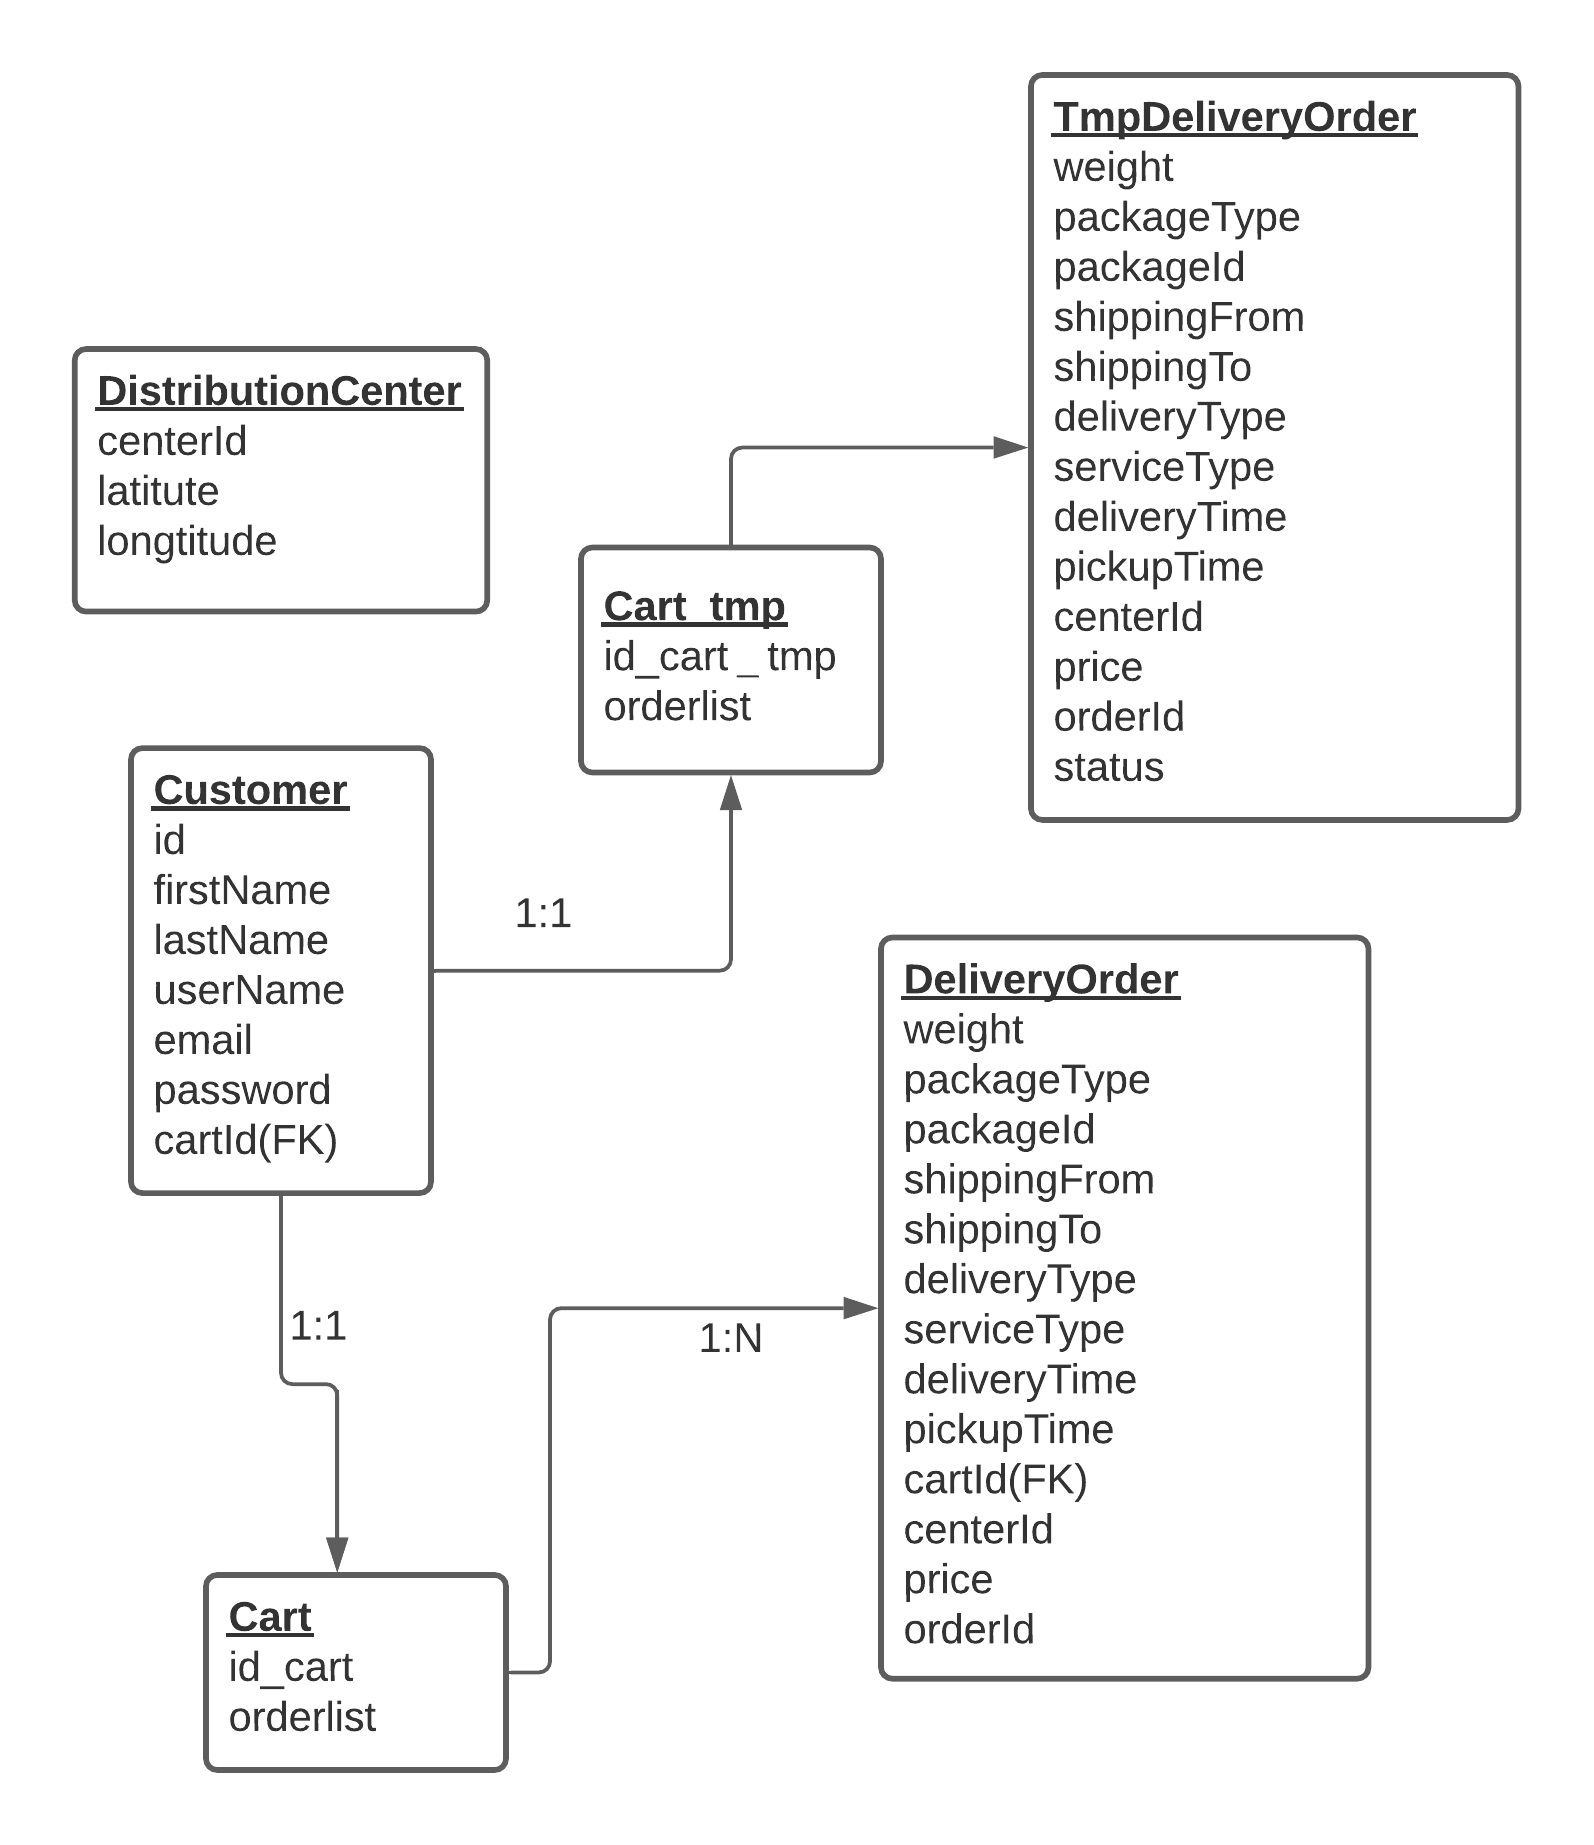 TmpDeliveryOrder
weight
packageType
packageId
shippingFrom
shippingTo
deliveryType
serviceType
deliveryTime
pickupTime
centerId
price
orderId
status
DistributionCenter
centerId
latitute
longtitude
Cart_tmp
id_cart _ tmp
orderlist
Customer
id
firstName
lastName
userName
email
password
cartId(FK)
1:1
DeliveryOrder
weight
packageType
packageId
shippingFrom
shippingTo
deliveryType
serviceType
deliveryTime
pickupTime
cartId(FK)
centerId
price
orderId
1:1
1:N
Cart
id_cart
orderlist